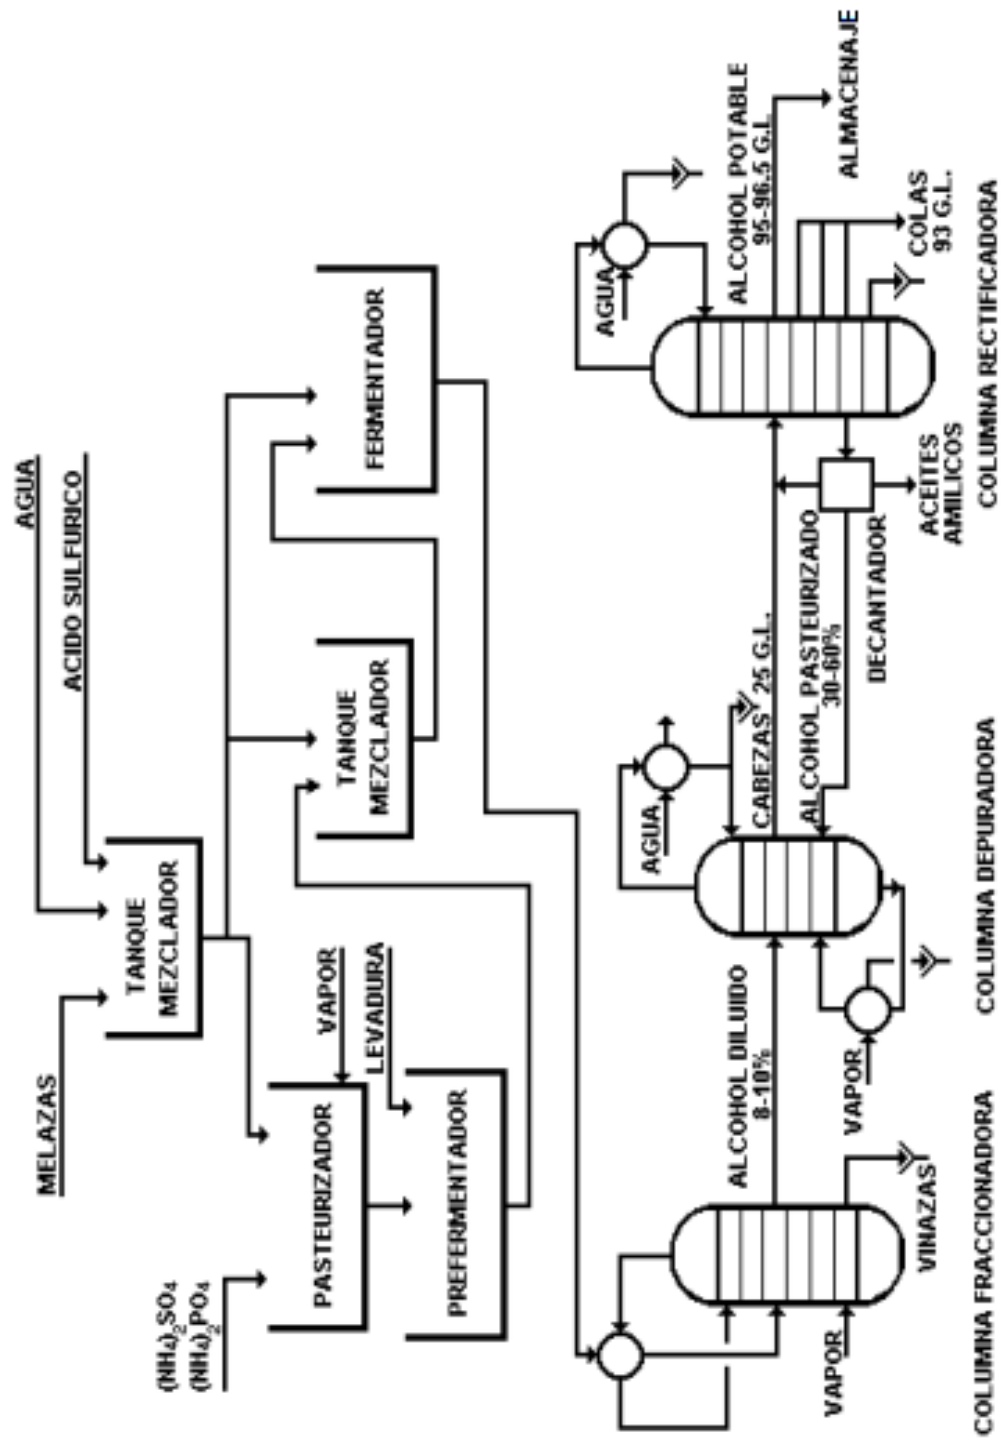 MELAZAS
AGUA
ACIDO SULFURICO
TANQUE
MEZCLADOR
(NH4)2SO4
(NH4)2PO4
PASTEURIZADOR
VAPOR
LEVADURA
PREFERMENTADOR
TANQUE
MEZCLADOR
FERMENTADOR
VAPOR
VINAZAS
COLUMNA FRACCIONADORA
ALCOHOL DILUIDO
8-10%
VAPOR
AGUA
COLUMNA DEPURADORA
CABEZAS 25 G.L.
ALCOHOL PASTEURIZADO
30-60%
DECANTADOR
ACEITES
AMILICOS
AGUA
ALCOHOL POTABLE
95-96.5 G.L
ALMACENAJE
COLAS
93 G.L.
COLUMNA RECTIFICADORA